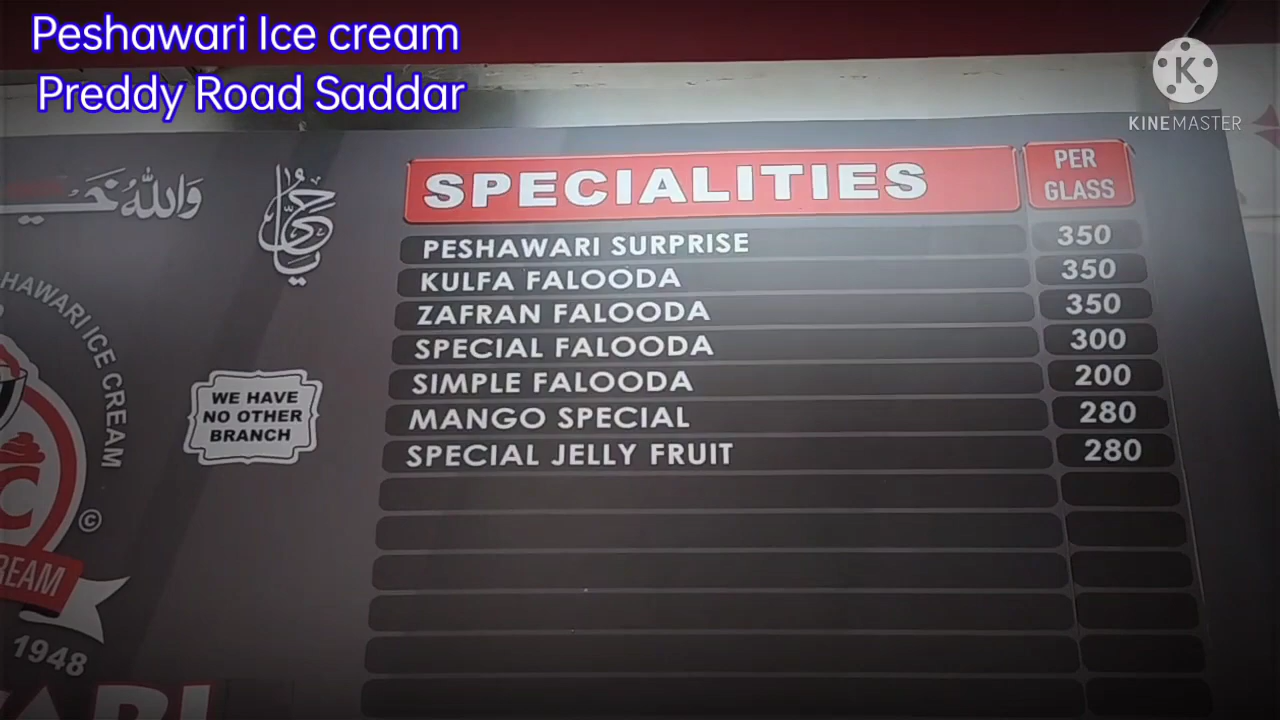 Peshawari Ice cream
Preddy Road Saddar
K
KINEMASTER
SPECIALITIES
PER
GLASS
PESHAWARI SURPRISE 350
KULFA FALOODA 350
ZAFRAN FALOODA 350
SPECIAL FALOODA 300
SIMPLE FALOODA 200
MANGO SPECIAL 280
SPECIAL JELLY FRUIT 280
WE HAVE
NO OTHER
BRANCH
HAWARI ICE CREAM
C
©
REAM
1948